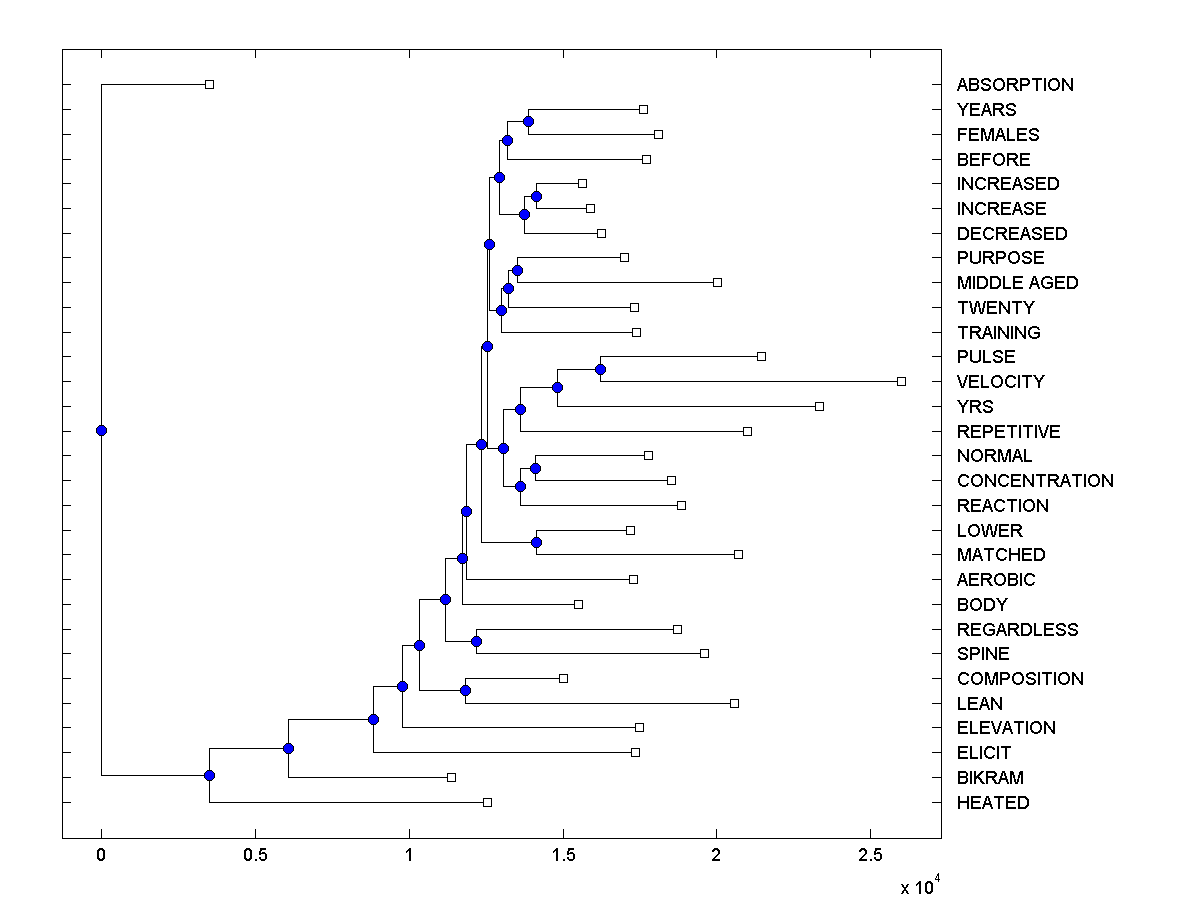 ABSORPTION
YEARS
FEMALES
BEFORE
INCREASED
INCREASE
DECREASED
PURPOSE
MIDDLE AGED
TWENTY
TRAINING
PULSE
VELOCITY
YRS
REPETITIVE
NORMAL
CONCENTRATION
REACTION
LOWER
MATCHED
AEROBIC
BODY
REGARDLESS
SPINE
COMPOSITION
LEAN
ELEVATION
ELICIT
BIKRAM
HEATED
0 0.5 1 1.5 2 2.5
x 10^4